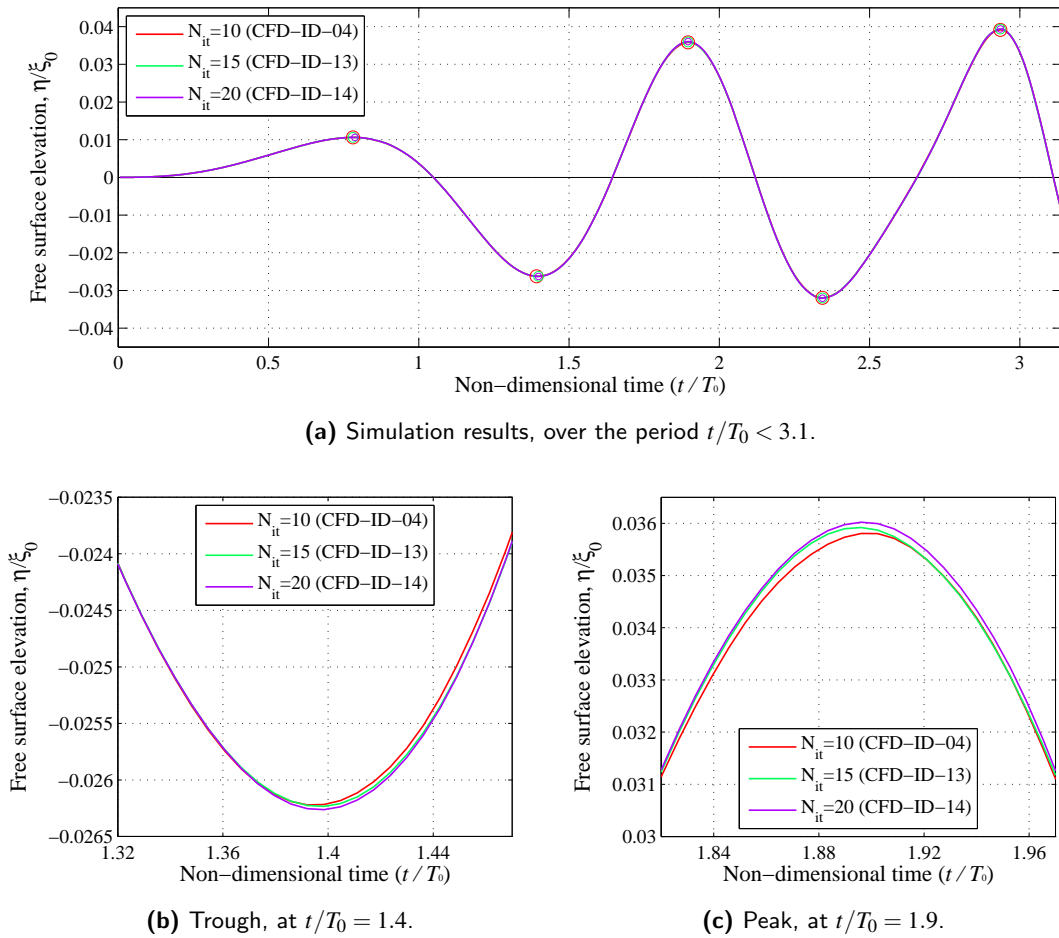 0.04
0.03
0.02
0.01
0
−0.01
−0.02
−0.03
−0.04
Free surface elevation, η/ξ₀
N_it=10 (CFD−ID−04)
N_it=15 (CFD−ID−13)
N_it=20 (CFD−ID−14)
0 0.5 1 1.5 2 2.5 3
Non−dimensional time (t / T₀)
(a) Simulation results, over the period t/T₀ < 3.1.
−0.0235
−0.024
−0.0245
−0.025
−0.0255
−0.026
−0.0265
Free surface elevation, η/ξ₀
N_it=10 (CFD−ID−04)
N_it=15 (CFD−ID−13)
N_it=20 (CFD−ID−14)
1.32 1.36 1.4 1.44
Non−dimensional time (t / T₀)
(b) Trough, at t/T₀ = 1.4.
0.036
0.035
0.034
0.033
0.032
0.031
0.03
Free surface elevation, η/ξ₀
N_it=10 (CFD−ID−04)
N_it=15 (CFD−ID−13)
N_it=20 (CFD−ID−14)
1.84 1.88 1.92 1.96
Non−dimensional time (t / T₀)
(c) Peak, at t/T₀ = 1.9.